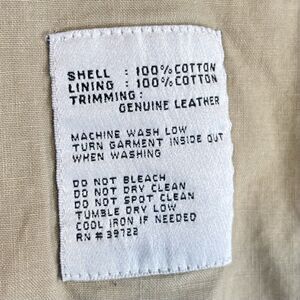 SHELL : 100% COTTON
LINING : 100% COTTON
TRIMMING :
GENUINE LEATHER
MACHINE WASH LOW
TURN GARMENT INSIDE OUT
WHEN WASHING
DO NOT BLEACH
DO NOT DRY CLEAN
DO NOT SPOT CLEAN
TUMBLE DRY LOW
COOL IRON IF NEEDED
RN # 39722